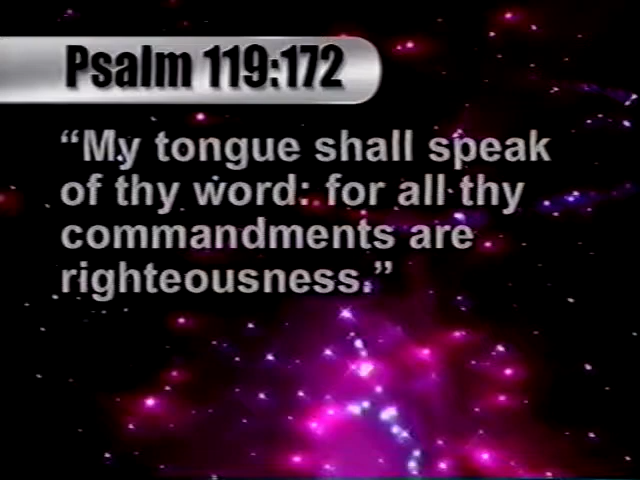 Psalm 119:172
“My tongue shall speak
of thy word: for all thy
commandments are
righteousness.”